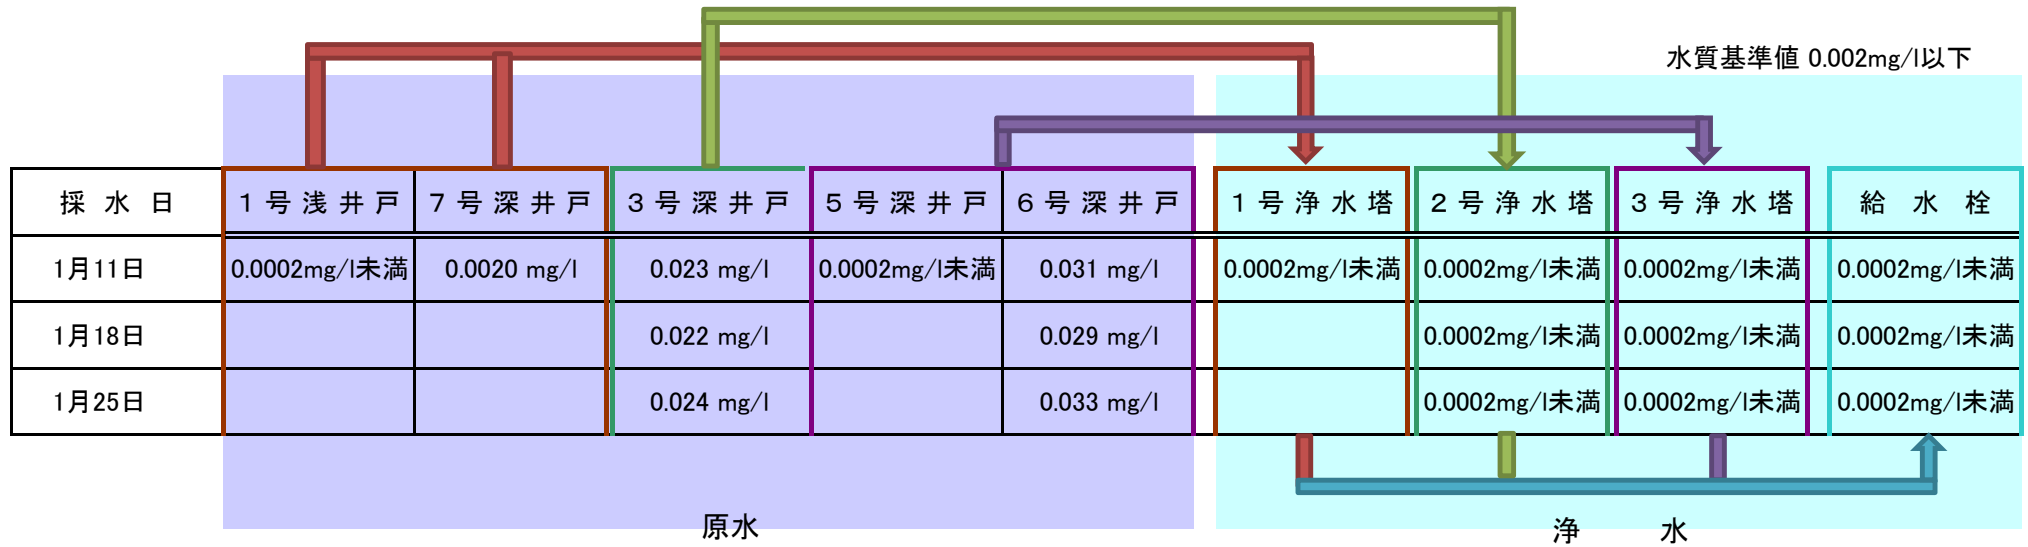 水質基準値 0.002mg/l以下
採 水 日 1 号 浅 井 戸 7 号 深 井 戸 3 号 深 井 戸 5 号 深 井 戸 6 号 深 井 戸 1 号 浄 水 塔 2 号 浄 水 塔 3 号 浄 水 塔 給 水 栓
1月11日 0.0002mg/l未満 0.0020 mg/l 0.023 mg/l 0.0002mg/l未満 0.031 mg/l 0.0002mg/l未満 0.0002mg/l未満 0.0002mg/l未満 0.0002mg/l未満
1月18日 0.022 mg/l 0.029 mg/l 0.0002mg/l未満 0.0002mg/l未満 0.0002mg/l未満
1月25日 0.024 mg/l 0.033 mg/l 0.0002mg/l未満 0.0002mg/l未満 0.0002mg/l未満
原水 浄 水